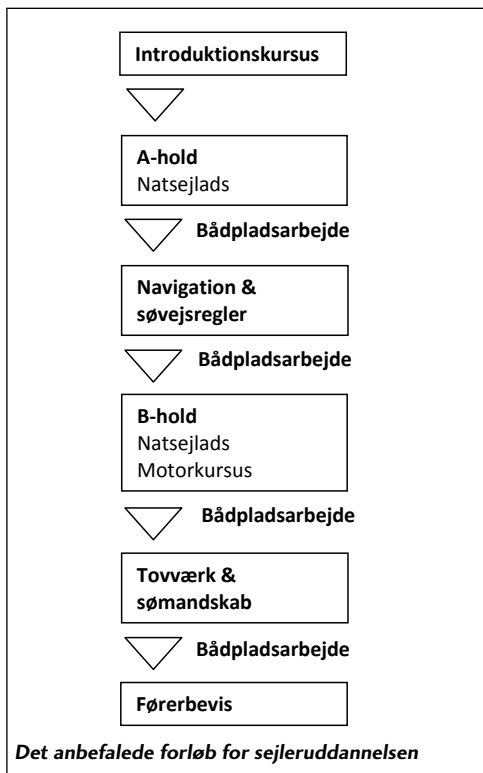 Introduktionskursus
A-hold
Natsejlads
Bådpladsarbejde
Navigation &
søvejsregler
Bådpladsarbejde
B-hold
Natsejlads
Motorkursus
Bådpladsarbejde
Tovværk &
sømandskab
Bådpladsarbejde
Førerbevis
Det anbefalede forløb for sejleruddannelsen